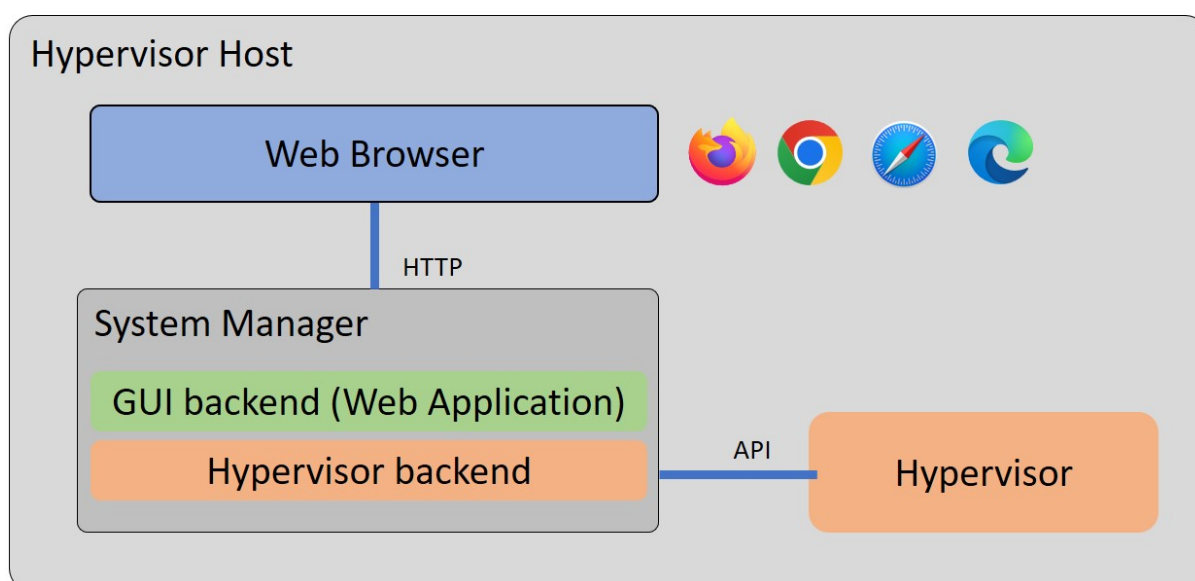 Hypervisor Host
Web Browser
HTTP
System Manager
GUI backend (Web Application)
Hypervisor backend
API
Hypervisor